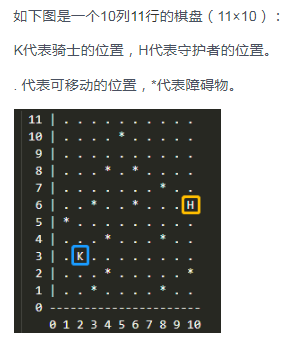 如下图是一个10列11行的棋盘（11×10）：
K代表骑士的位置，H代表守护者的位置。
. 代表可移动的位置，*代表障碍物。
11 | . . . . . . . . . .
10 | . . . . * . . . . .
9 | . . . . . . . . . .
8 | . . . * . * . . . .
7 | . . . . . . . * . .
6 | . . * . . * . . . H
5 | * . . . . . . . . .
4 | . . . * . . . * . .
3 | . K . . . . . . . .
2 | . . . * . . . . . *
1 | . . * . . . . * . .
0 ----------------------
0 1 2 3 4 5 6 7 8 9 10